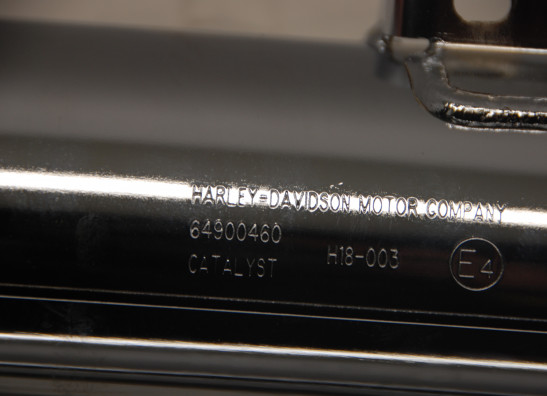 HARLEY-DAVIDSON MOTOR COMPANY
64900460
CATALYST H18-003 E4